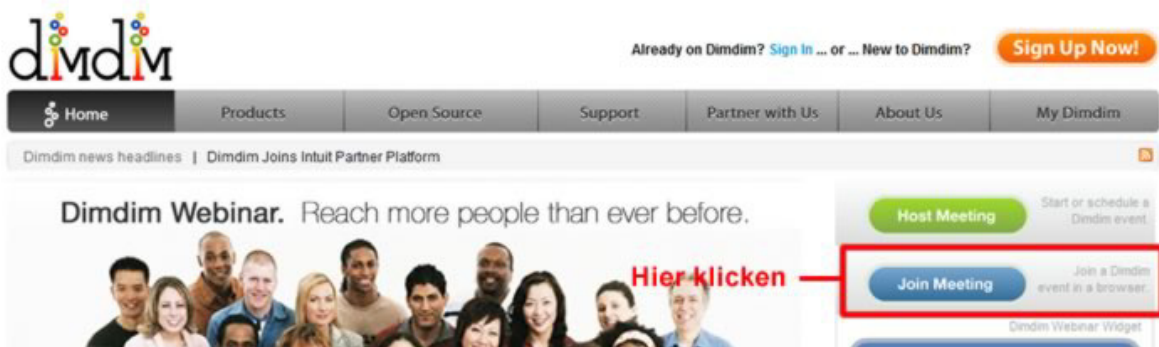 dimdim
Already on Dimdim? Sign In ... or ... New to Dimdim? Sign Up Now!
Home Products Open Source Support Partner with Us About Us My Dimdim
Dimdim news headlines | Dimdim Joins Intuit Partner Platform
Dimdim Webinar. Reach more people than ever before.
Host Meeting
Start or schedule a
Dimdim event.
Hier klicken
Join Meeting
Join a Dimdim
event in a browser.
Dimdim Webinar Widget